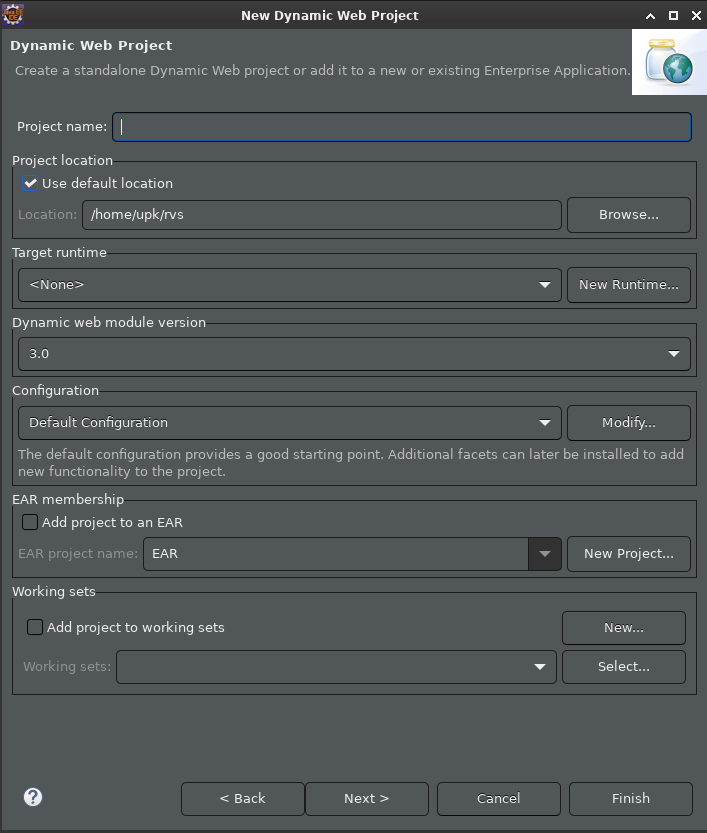 New Dynamic Web Project
Dynamic Web Project
Create a standalone Dynamic Web project or add it to a new or existing Enterprise Application.
Project name:
Project location
Use default location
Location: /home/upk/rvs Browse...
Target runtime
<None> New Runtime...
Dynamic web module version
3.0
Configuration
Default Configuration Modify...
The default configuration provides a good starting point. Additional facets can later be installed to add
new functionality to the project.
EAR membership
Add project to an EAR
EAR project name: EAR New Project...
Working sets
Add project to working sets New...
Working sets: Select...
? < Back Next > Cancel Finish